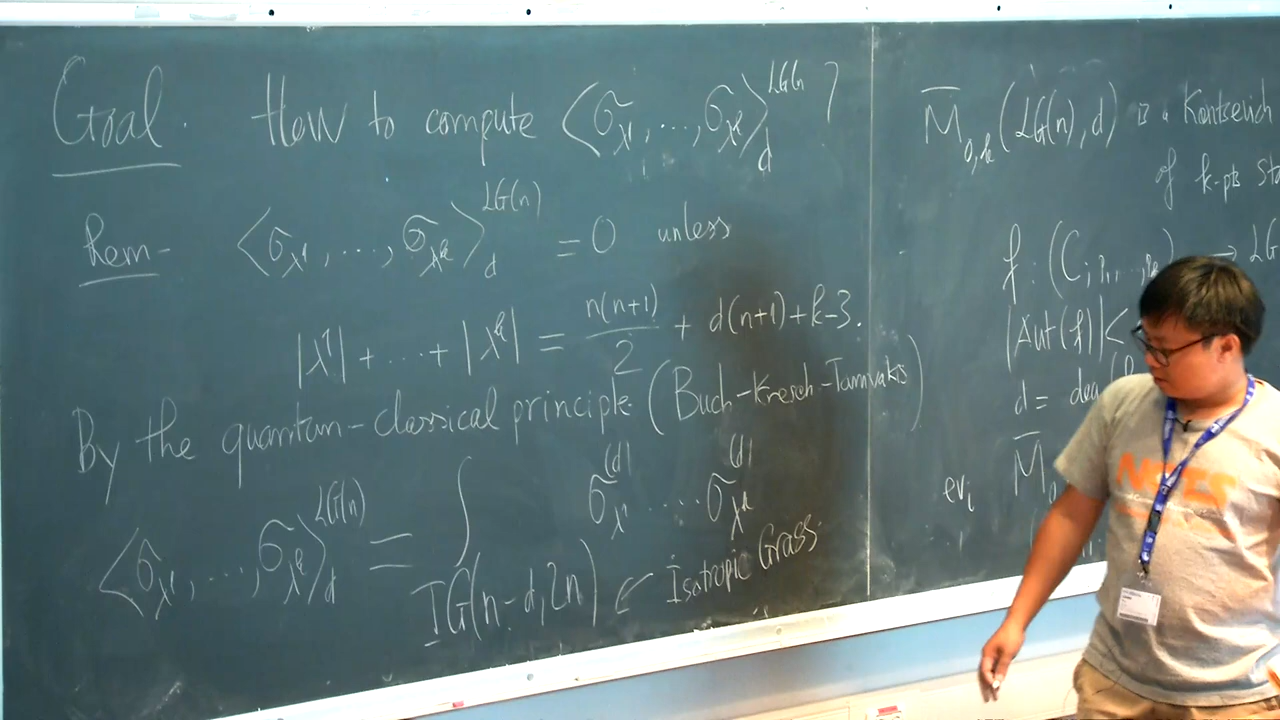 Goal. How to compute ⟨σ_{λ^1}, ..., σ_{λ^k}⟩_d^{LG(n)} ?
Rem- ⟨σ_{λ^1}, ..., σ_{λ^k}⟩_d^{LG(n)} = 0 unless
|λ^1| + ... + |λ^k| = n(n+1)/2 + d(n+1)+k-3.
By the quantum-classical principle (Buch-Kresch-Tamvakis)
⟨σ_{λ^1}, ..., σ_{λ^k}⟩_d^{LG(n)} = ∫_{IG(n-d,2n)} σ_{λ^1}^{(d)} ... σ_{λ^k}^{(d)}
← Isotropic Grass.
M̅_{0,k}(LG(n),d) is a Kontsevich
of k-pts sta
f: (C; p_1, ..., p_k) → LG
|Aut(f)| <
d = deg
M̅
ev_i